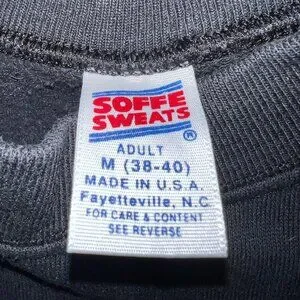 SOFFE
SWEATS
®
ADULT
M (38-40)
MADE IN U.S.A.
Fayetteville, N.C.
FOR CARE & CONTENT
SEE REVERSE